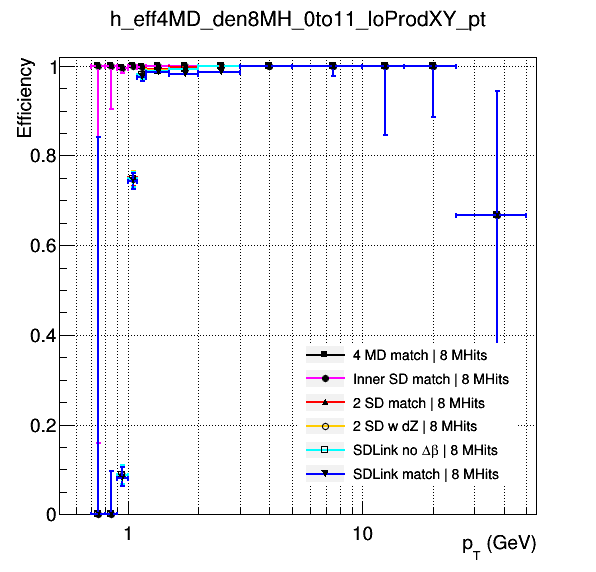 h_eff4MD_den8MH_0to11_loProdXY_pt
Efficiency
1
0.8
0.6
0.4
0.2
0
4 MD match | 8 MHits
Inner SD match | 8 MHits
2 SD match | 8 MHits
2 SD w dZ | 8 MHits
SDLink no Δβ | 8 MHits
SDLink match | 8 MHits
1 10
p_T (GeV)